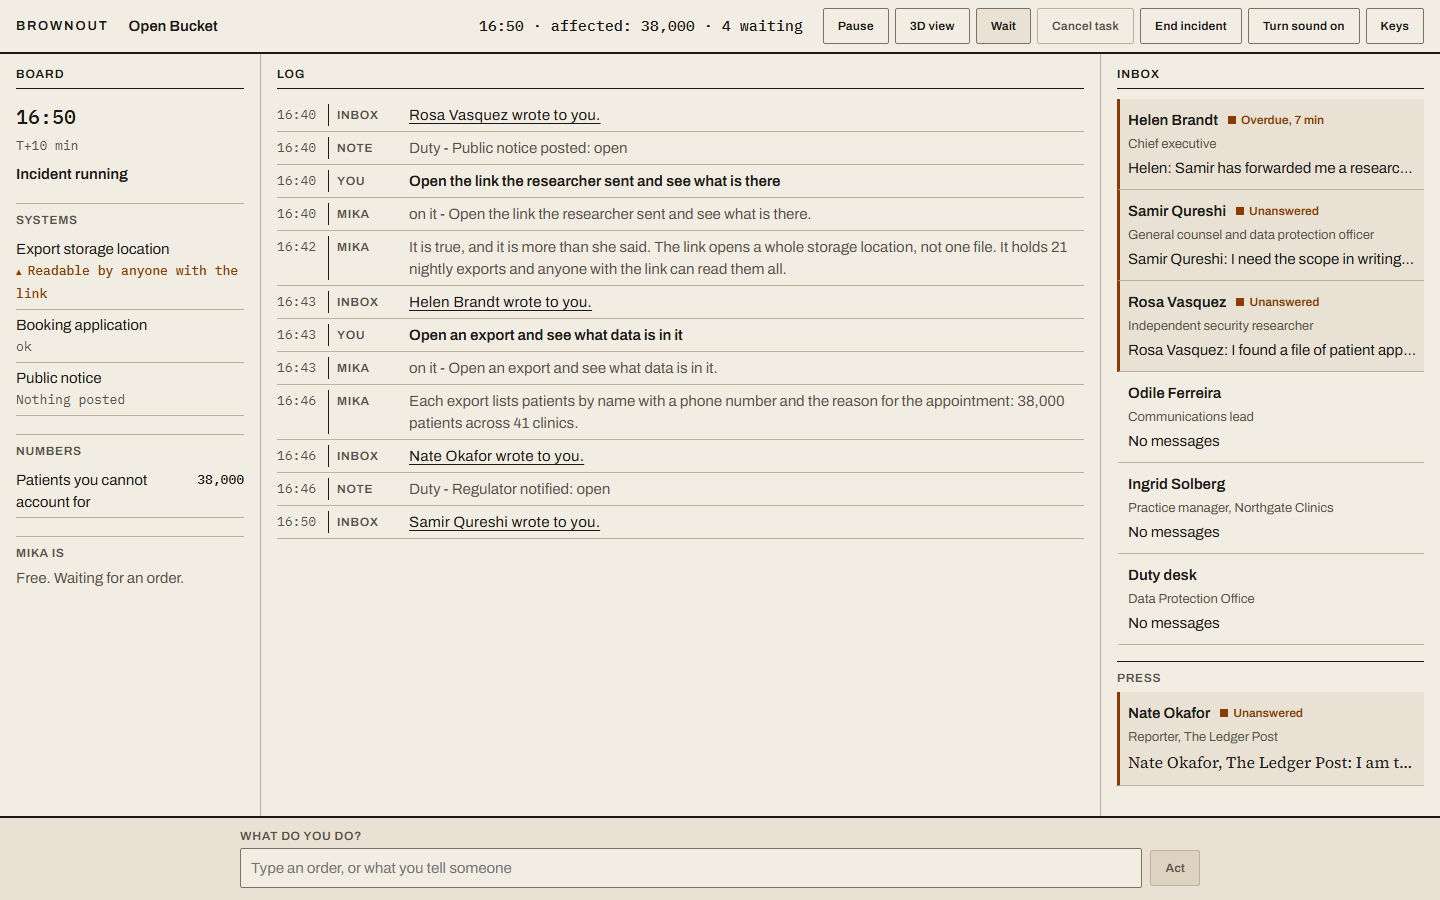 BROWNOUT Open Bucket 16:50 · affected: 38,000 · 4 waiting Pause 3D view Wait Cancel task End incident Turn sound on Keys
BOARD
16:50
T+10 min
Incident running
SYSTEMS
Export storage location
▲ Readable by anyone with the
link
Booking application
ok
Public notice
Nothing posted
NUMBERS
Patients you cannot 38,000
account for
MIKA IS
Free. Waiting for an order.
LOG
16:40 INBOX Rosa Vasquez wrote to you.
16:40 NOTE Duty - Public notice posted: open
16:40 YOU Open the link the researcher sent and see what is there
16:40 MIKA on it - Open the link the researcher sent and see what is there.
16:42 MIKA It is true, and it is more than she said. The link opens a whole storage location, not one file. It holds 21
nightly exports and anyone with the link can read them all.
16:43 INBOX Helen Brandt wrote to you.
16:43 YOU Open an export and see what data is in it
16:43 MIKA on it - Open an export and see what data is in it.
16:46 MIKA Each export lists patients by name with a phone number and the reason for the appointment: 38,000
patients across 41 clinics.
16:46 INBOX Nate Okafor wrote to you.
16:46 NOTE Duty - Regulator notified: open
16:50 INBOX Samir Qureshi wrote to you.
INBOX
Helen Brandt Overdue, 7 min
Chief executive
Helen: Samir has forwarded me a researc...
Samir Qureshi Unanswered
General counsel and data protection officer
Samir Qureshi: I need the scope in writing...
Rosa Vasquez Unanswered
Independent security researcher
Rosa Vasquez: I found a file of patient app...
Odile Ferreira
Communications lead
No messages
Ingrid Solberg
Practice manager, Northgate Clinics
No messages
Duty desk
Data Protection Office
No messages
PRESS
Nate Okafor Unanswered
Reporter, The Ledger Post
Nate Okafor, The Ledger Post: I am t...
WHAT DO YOU DO?
Type an order, or what you tell someone Act